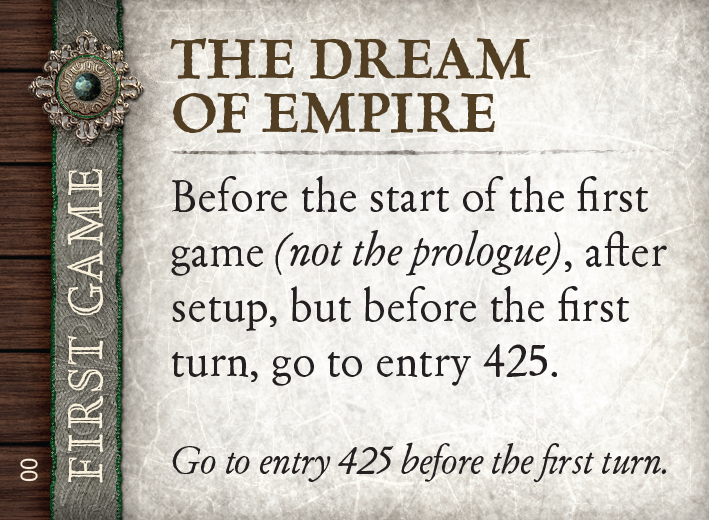 THE DREAM
OF EMPIRE
Before the start of the first
game (not the prologue), after
setup, but before the first
turn, go to entry 425.
Go to entry 425 before the first turn.
FIRST GAME
00